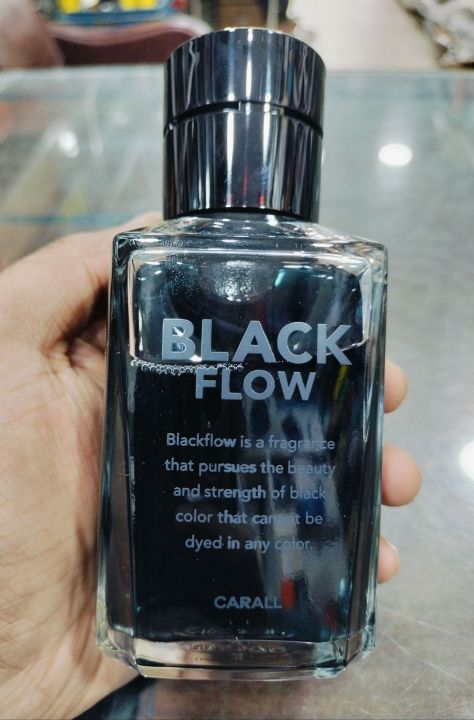 BLACK
FLOW
Blackflow is a fragrance
that pursues the beauty
and strength of black
color that cannot be
dyed in any color.
CARALL